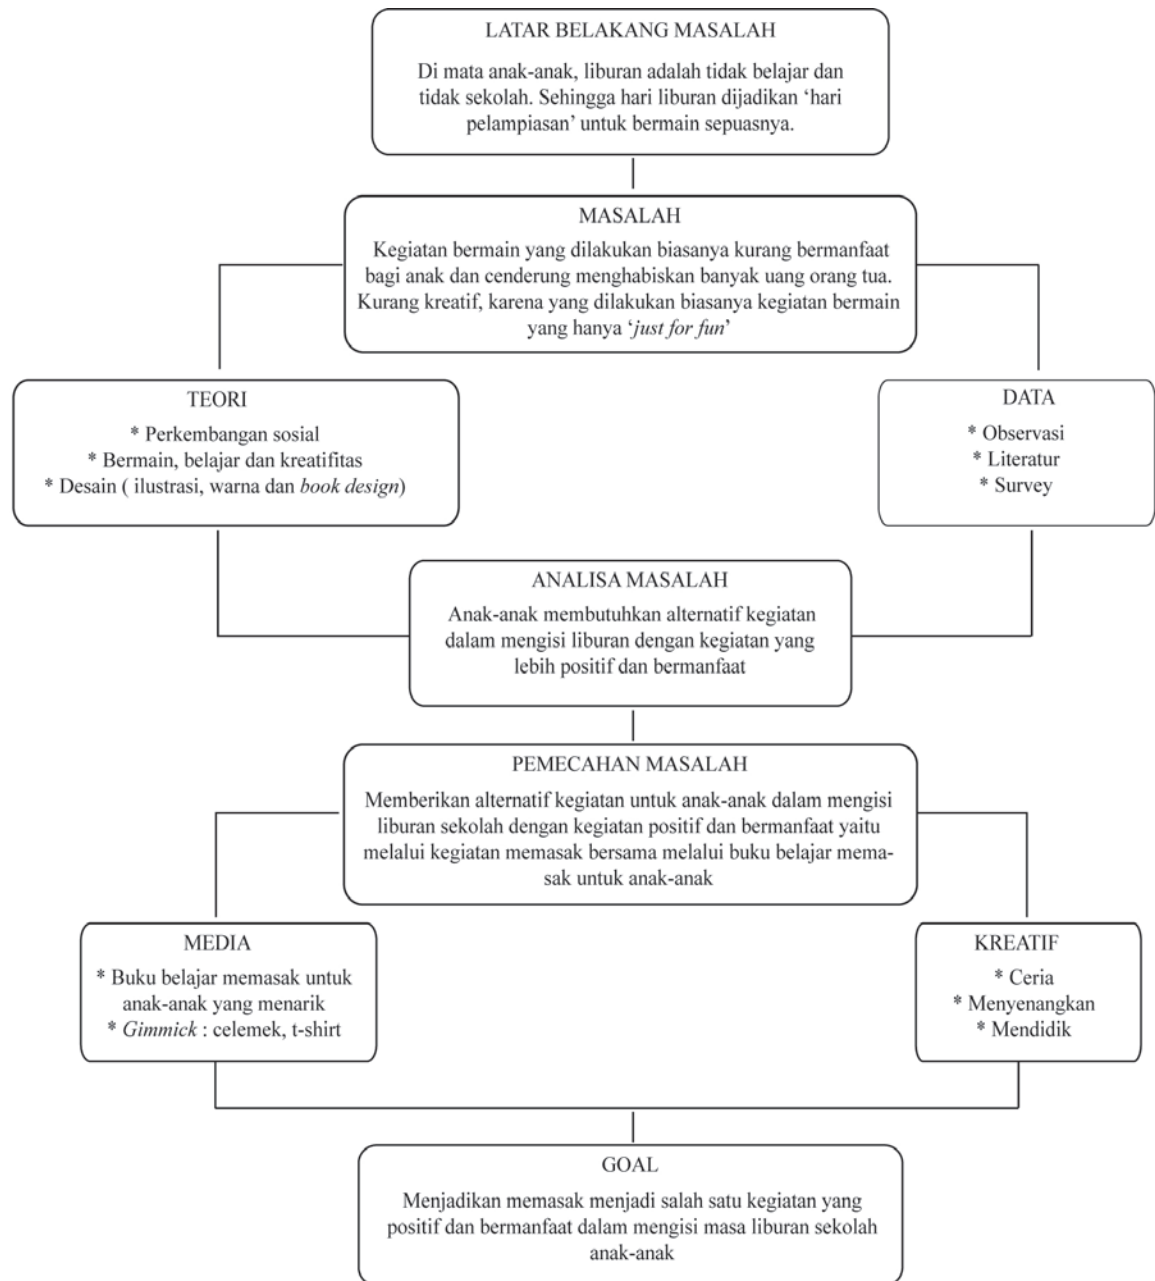 LATAR BELAKANG MASALAH
Di mata anak-anak, liburan adalah tidak belajar dan
tidak sekolah. Sehingga hari liburan dijadikan ‘hari
pelampiasan’ untuk bermain sepuasnya.
MASALAH
Kegiatan bermain yang dilakukan biasanya kurang bermanfaat
bagi anak dan cenderung menghabiskan banyak uang orang tua.
Kurang kreatif, karena yang dilakukan biasanya kegiatan bermain
yang hanya ‘just for fun’
TEORI
* Perkembangan sosial
* Bermain, belajar dan kreatifitas
* Desain ( ilustrasi, warna dan book design)
DATA
* Observasi
* Literatur
* Survey
ANALISA MASALAH
Anak-anak membutuhkan alternatif kegiatan
dalam mengisi liburan dengan kegiatan yang
lebih positif dan bermanfaat
PEMECAHAN MASALAH
Memberikan alternatif kegiatan untuk anak-anak dalam mengisi
liburan sekolah dengan kegiatan positif dan bermanfaat yaitu
melalui kegiatan memasak bersama melalui buku belajar mema-
sak untuk anak-anak
MEDIA
* Buku belajar memasak untuk
anak-anak yang menarik
* Gimmick : celemek, t-shirt
KREATIF
* Ceria
* Menyenangkan
* Mendidik
GOAL
Menjadikan memasak menjadi salah satu kegiatan yang
positif dan bermanfaat dalam mengisi masa liburan sekolah
anak-anak